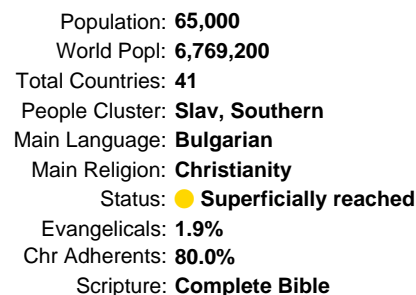 Population: 65,000
World Popl: 6,769,200
Total Countries: 41
People Cluster: Slav, Southern
Main Language: Bulgarian
Main Religion: Christianity
Status: Superficially reached
Evangelicals: 1.9%
Chr Adherents: 80.0%
Scripture: Complete Bible